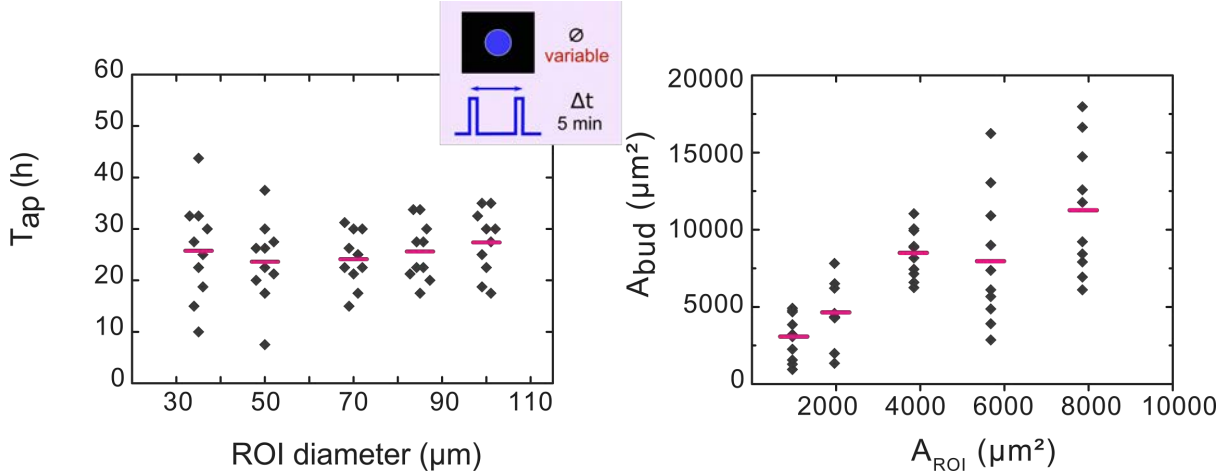 ∅
variable
Δt
5 min
Tap (h)
60
50
40
30
20
10
0
30 50 70 90 110
ROI diameter (µm)
Abud (µm²)
20000
15000
10000
5000
0
2000 4000 6000 8000 10000
AROI (µm²)